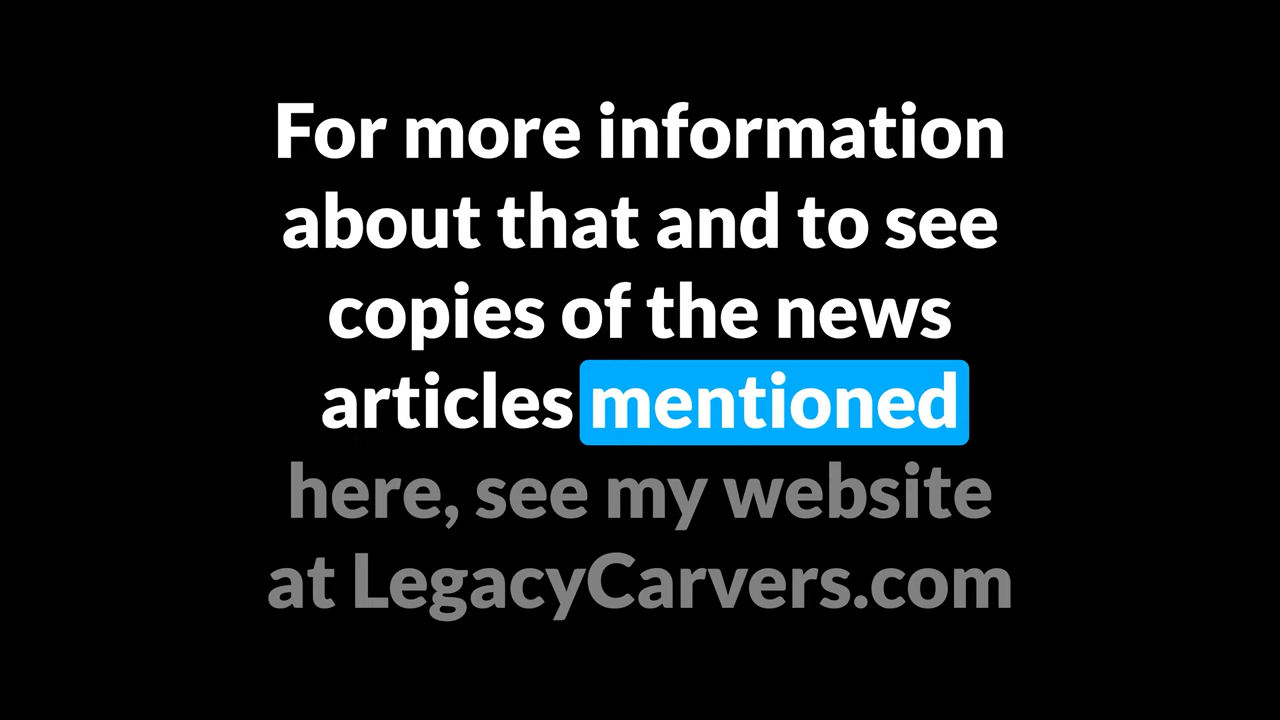 For more information
about that and to see
copies of the news
articles mentioned
here, see my website
at LegacyCarvers.com